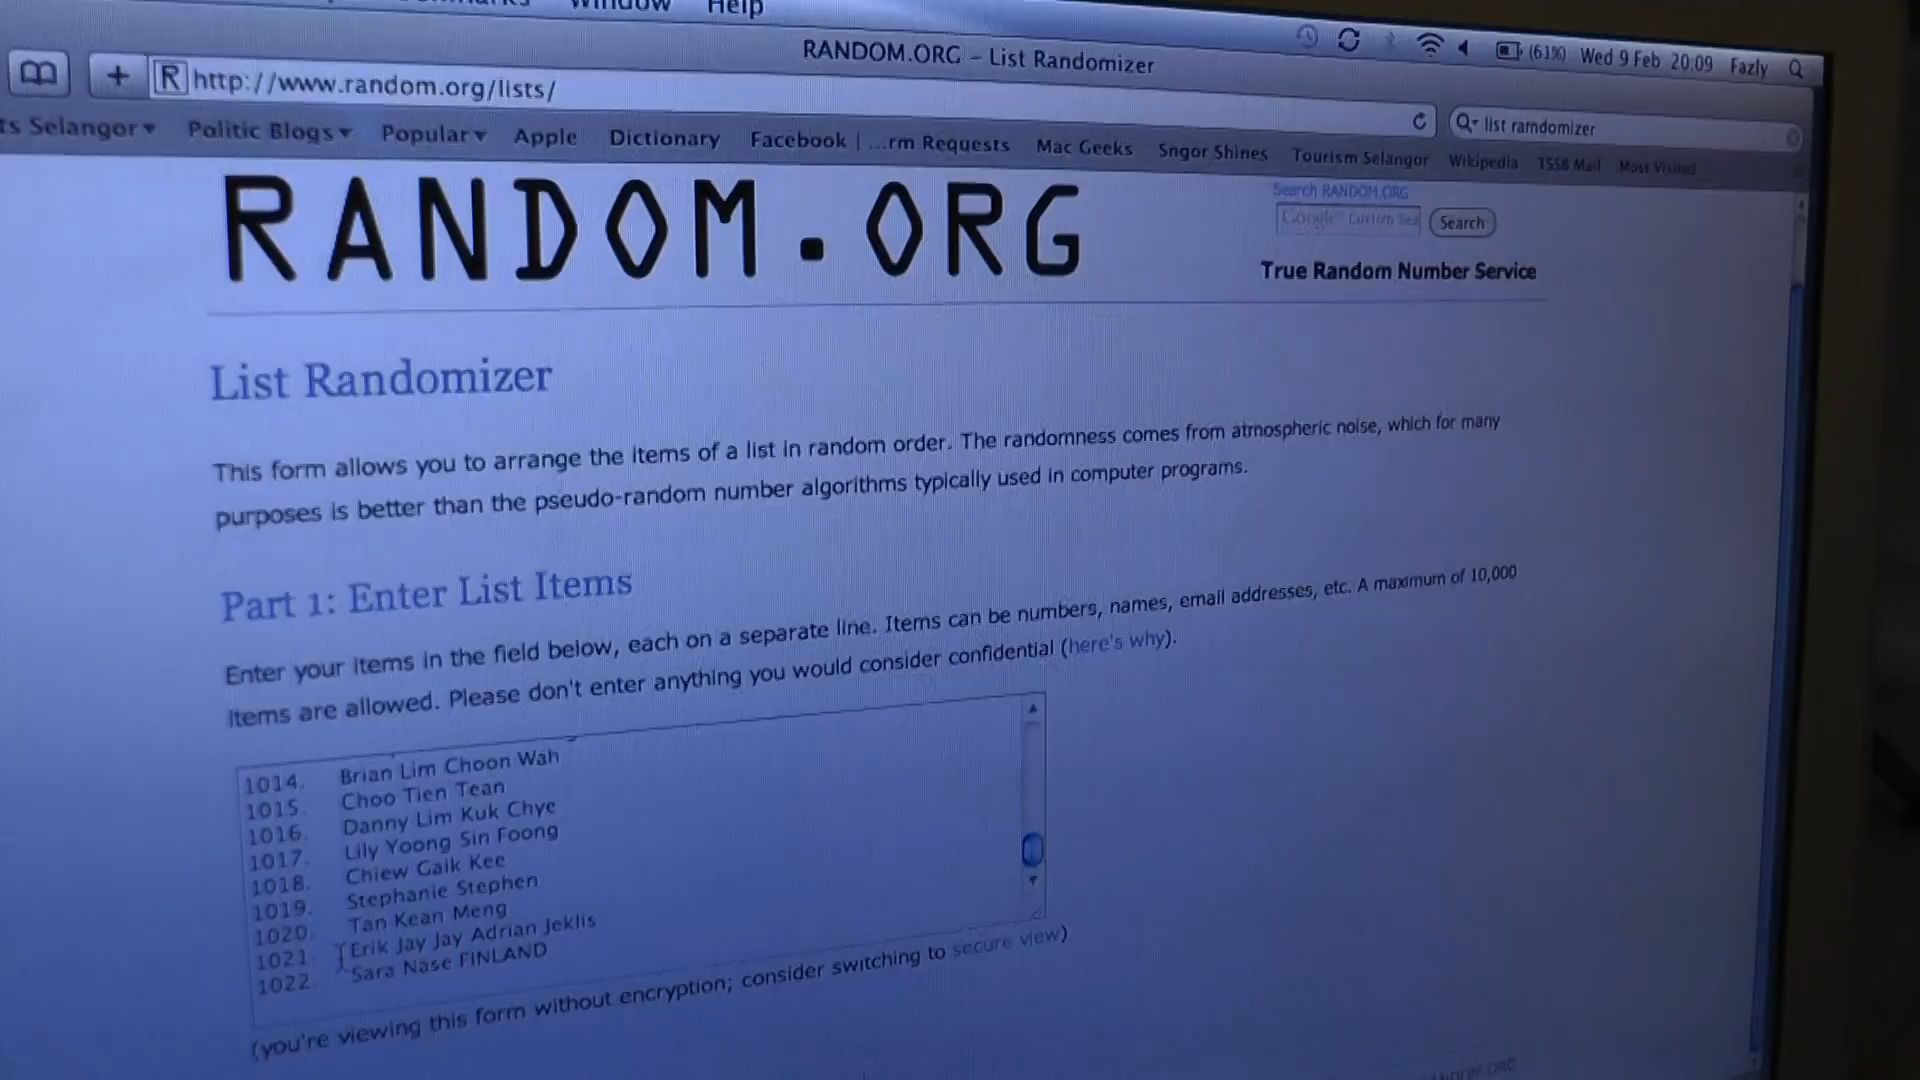 Window Help
RANDOM.ORG – List Randomizer
(61%) Wed 9 Feb 20:09 Fazly
http://www.random.org/lists/
list ramdomizer
ts Selangor Politic Blogs Popular Apple Dictionary Facebook | ...rm Requests Mac Geeks Sngor Shines Tourism Selangor Wikipedia TSSB Mail Most Visited
RANDOM.ORG
Search RANDOM.ORG
Google™ Custom Sea
Search
True Random Number Service
List Randomizer
This form allows you to arrange the items of a list in random order. The randomness comes from atmospheric noise, which for many
purposes is better than the pseudo-random number algorithms typically used in computer programs.
Part 1: Enter List Items
Enter your items in the field below, each on a separate line. Items can be numbers, names, email addresses, etc. A maximum of 10,000
items are allowed. Please don't enter anything you would consider confidential (here's why).
1014. Brian Lim Choon Wah
1015. Choo Tien Tean
1016. Danny Lim Kuk Chye
1017. Lily Yoong Sin Foong
1018. Chiew Gaik Kee
1019. Stephanie Stephen
1020. Tan Kean Meng
1021. Erik Jay Jay Adrian Jeklis
1022. Sara Nase FINLAND
(you're viewing this form without encryption; consider switching to secure view)